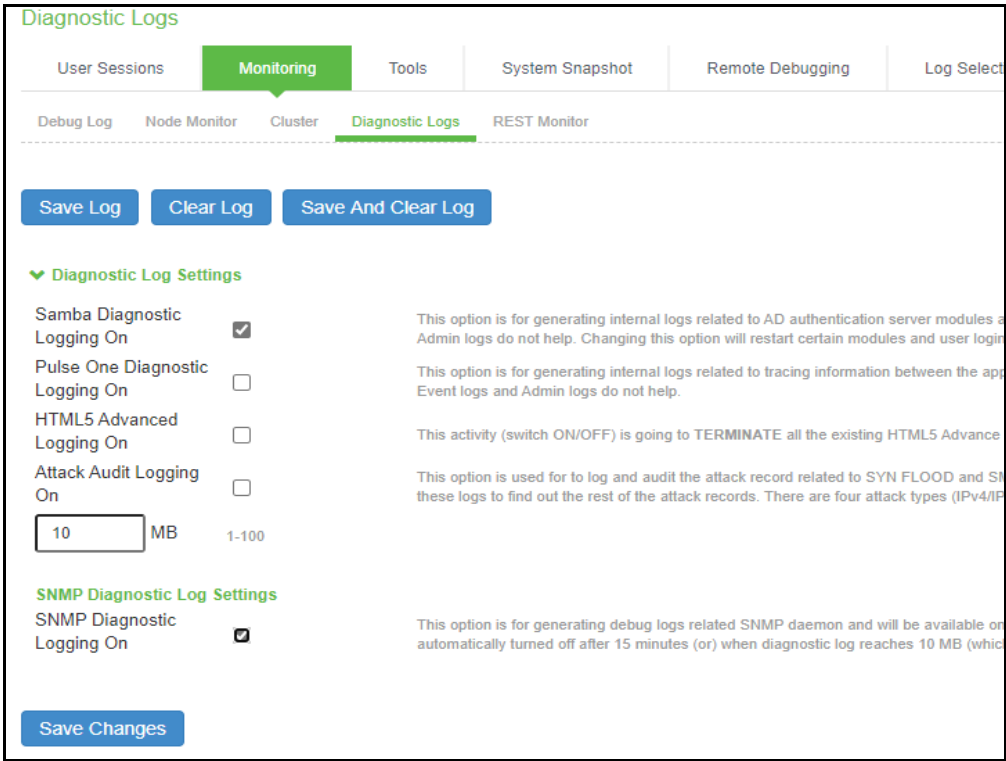 Diagnostic Logs
User Sessions Monitoring Tools System Snapshot Remote Debugging Log Select
Debug Log Node Monitor Cluster Diagnostic Logs REST Monitor
Save Log Clear Log Save And Clear Log
Diagnostic Log Settings
Samba Diagnostic
Logging On
This option is for generating internal logs related to AD authentication server modules a
Admin logs do not help. Changing this option will restart certain modules and user login
Pulse One Diagnostic
Logging On
This option is for generating internal logs related to tracing information between the app
Event logs and Admin logs do not help.
HTML5 Advanced
Logging On
This activity (switch ON/OFF) is going to TERMINATE all the existing HTML5 Advance
Attack Audit Logging
On
This option is used for to log and audit the attack record related to SYN FLOOD and SM
these logs to find out the rest of the attack records. There are four attack types (IPv4/IP
10 MB 1-100
SNMP Diagnostic Log Settings
SNMP Diagnostic
Logging On
This option is for generating debug logs related SNMP daemon and will be available on
automatically turned off after 15 minutes (or) when diagnostic log reaches 10 MB (whic
Save Changes